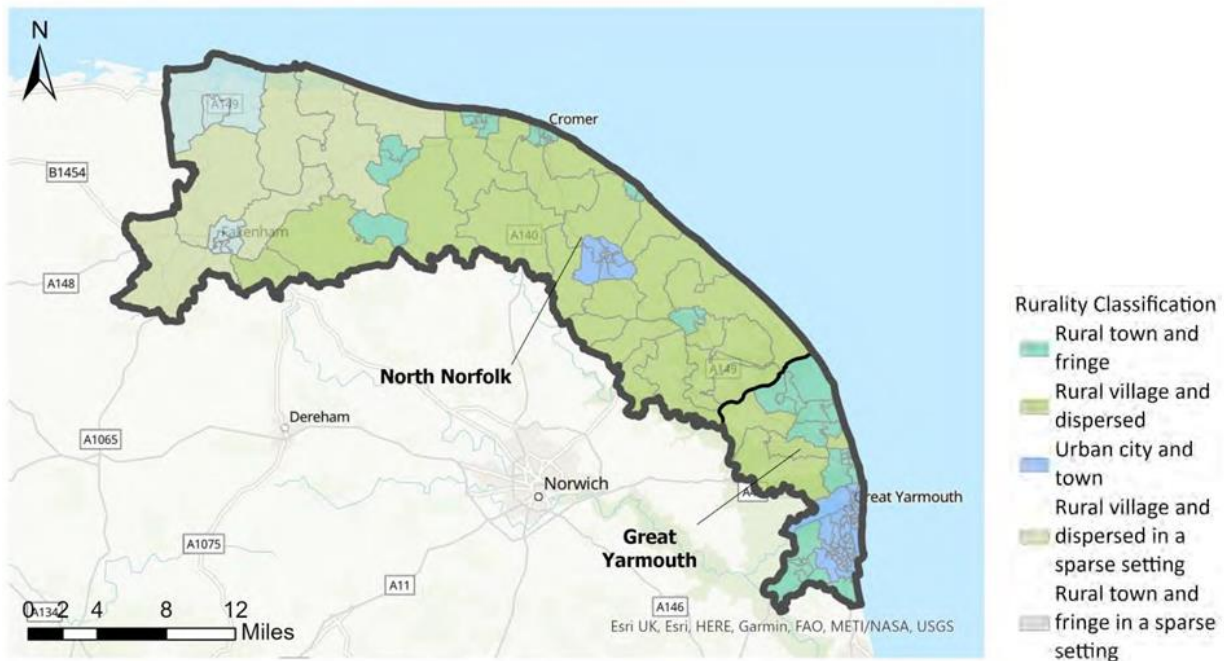 N
A149
Cromer
B1454
Fakenham
A140
A148
North Norfolk
A149
Dereham
A1065
Norwich
Great Yarmouth
Great
Yarmouth
A1075
A11
A134
A146
0 2 4 8 12
Miles
Esri UK, Esri, HERE, Garmin, FAO, METI/NASA, USGS
Rurality Classification
Rural town and
fringe
Rural village and
dispersed
Urban city and
town
Rural village and
dispersed in a
sparse setting
Rural town and
fringe in a sparse
setting